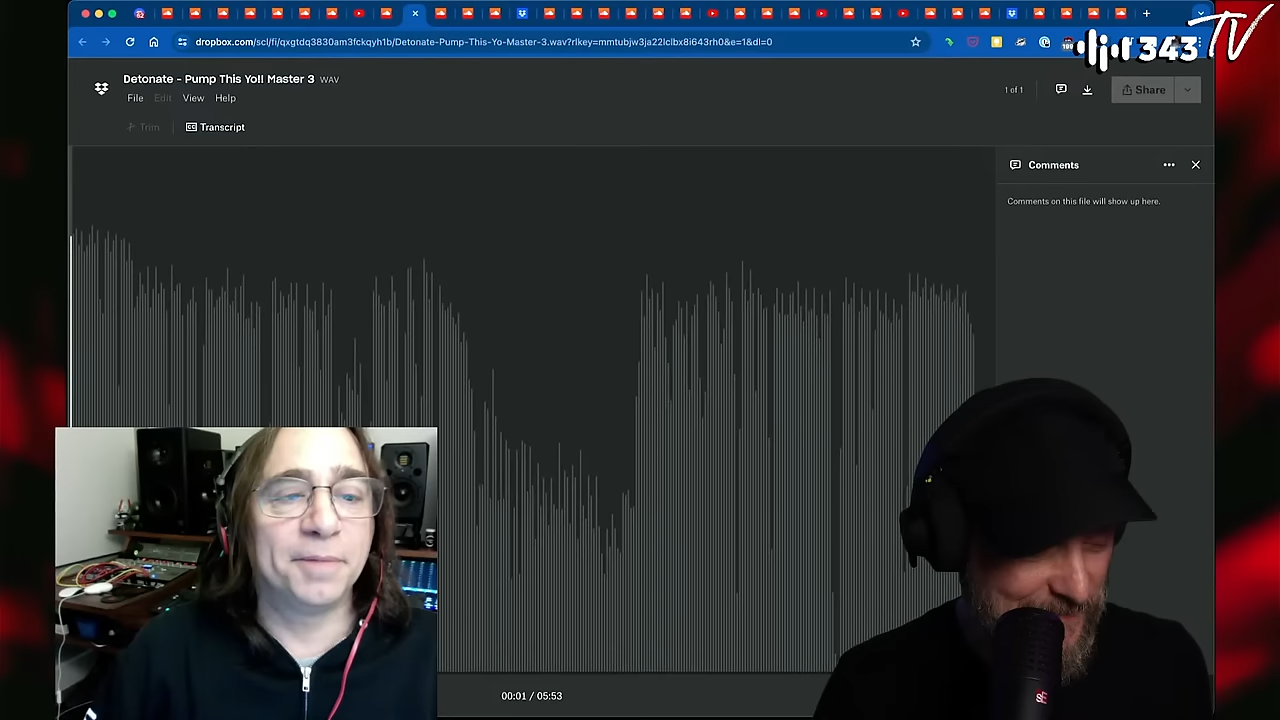 dropbox.com/scl/fi/qxgtdq3830am3fckqyh1b/Detonate-Pump-This-Yo-Master-3.wav?rlkey=mmtubjw3ja22lclbx8i643rh0&e=1&dl=0
343 TV
Detonate - Pump This Yo!! Master 3 WAV
File Edit View Help
1 of 1
Share
Trim
CC Transcript
Comments
Comments on this file will show up here.
00:01 / 05:53
sE